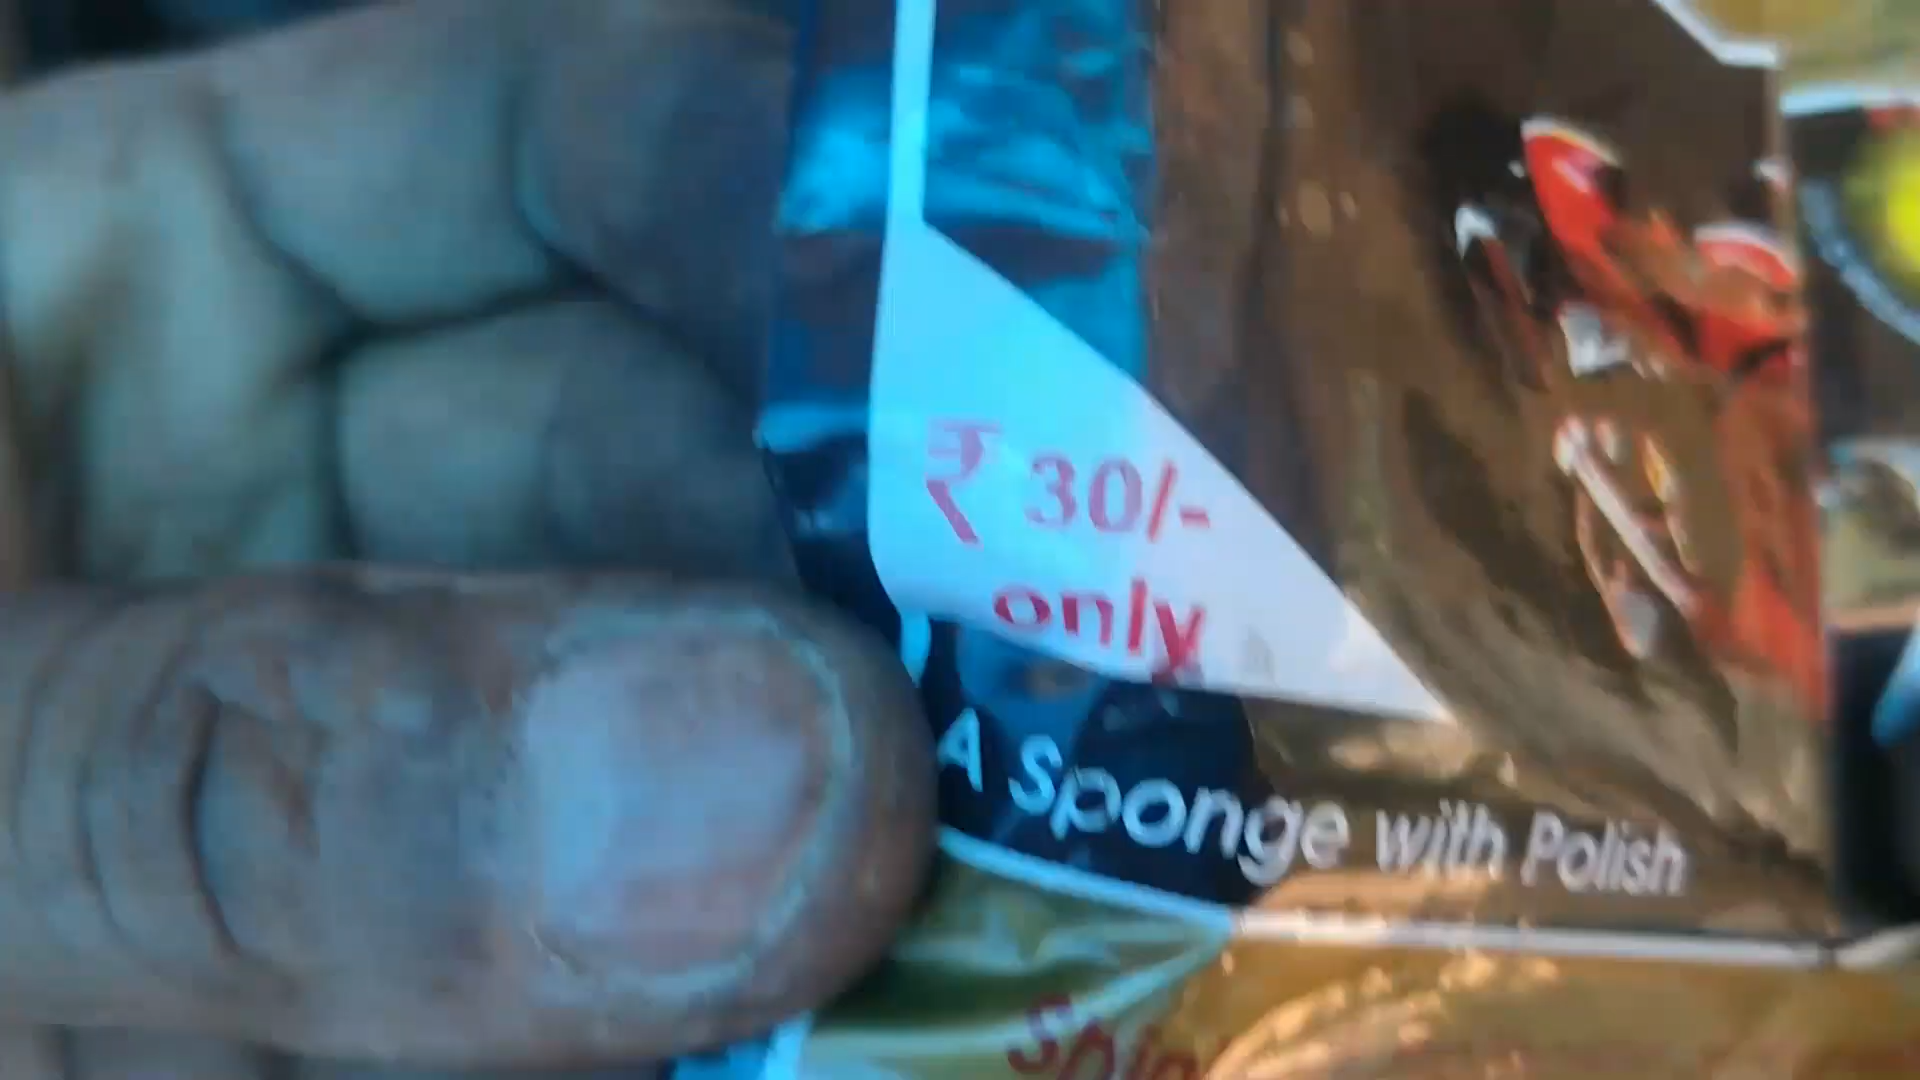 ₹ 30/-
only
A Sponge with Polish